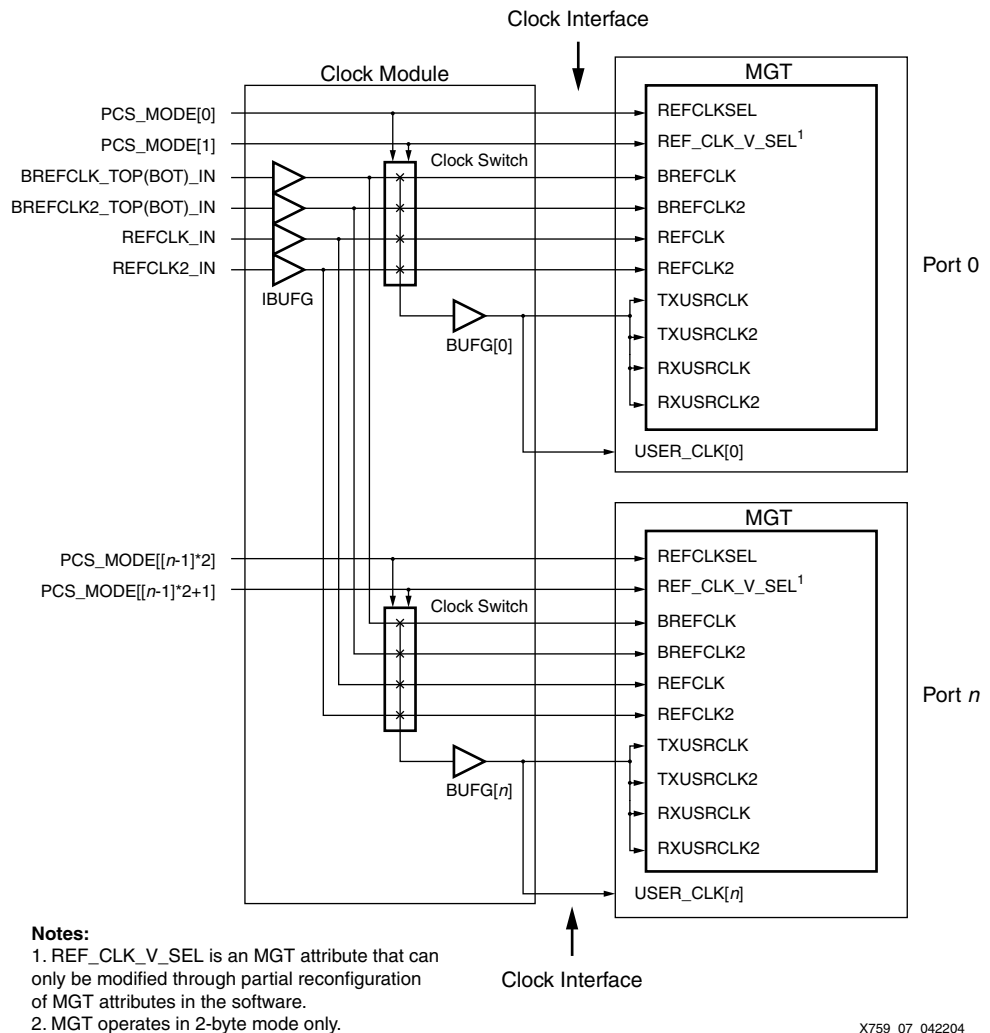 Clock Interface
Clock Module
MGT
PCS_MODE[0]
REFCLKSEL
PCS_MODE[1]
REF_CLK_V_SEL1
Clock Switch
BREFCLK_TOP(BOT)_IN
BREFCLK
BREFCLK2_TOP(BOT)_IN
BREFCLK2
REFCLK_IN
REFCLK
REFCLK2_IN
REFCLK2
Port 0
IBUFG
TXUSRCLK
BUFG[0]
TXUSRCLK2
RXUSRCLK
RXUSRCLK2
USER_CLK[0]
MGT
PCS_MODE[[n-1]*2]
REFCLKSEL
PCS_MODE[[n-1]*2+1]
REF_CLK_V_SEL1
Clock Switch
BREFCLK
BREFCLK2
REFCLK
Port n
REFCLK2
TXUSRCLK
BUFG[n]
TXUSRCLK2
RXUSRCLK
RXUSRCLK2
USER_CLK[n]
Clock Interface
Notes:
1. REF_CLK_V_SEL is an MGT attribute that can
only be modified through partial reconfiguration
of MGT attributes in the software.
2. MGT operates in 2-byte mode only.
X759_07_042204